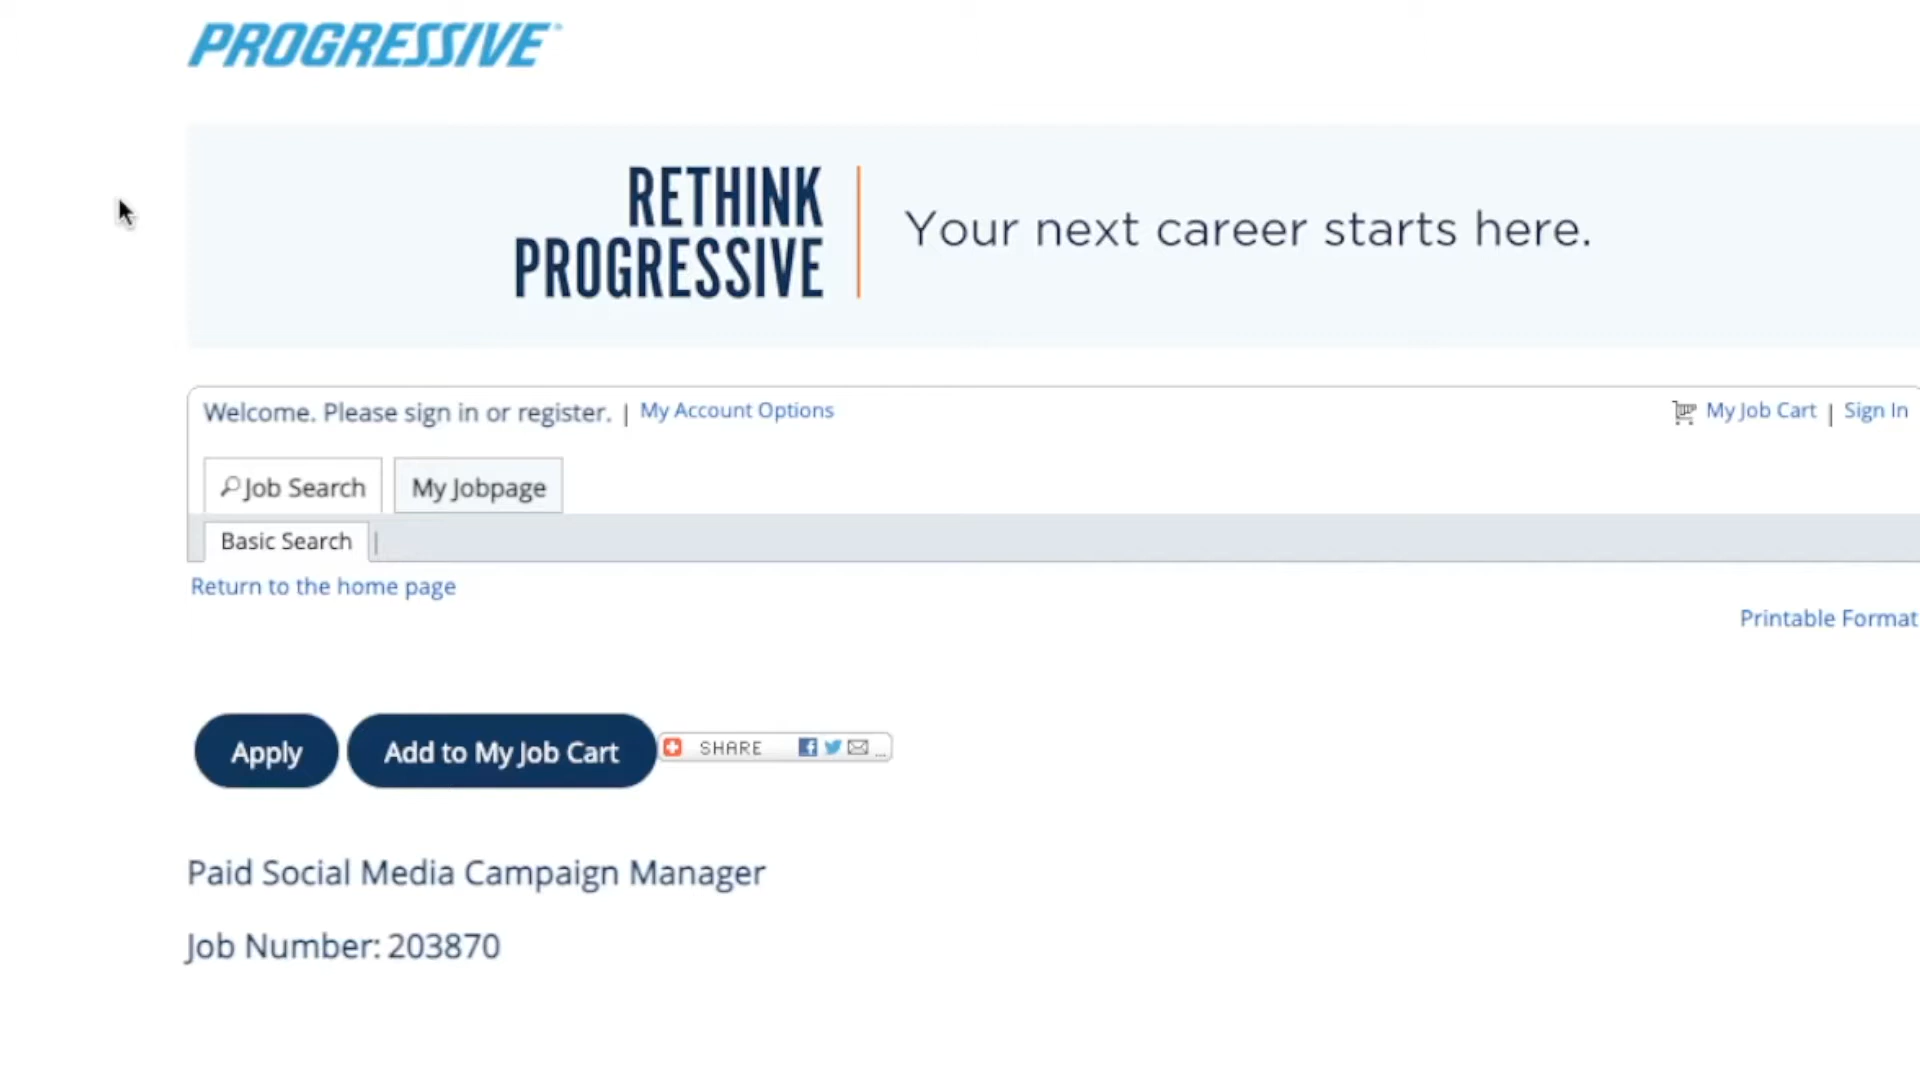 PROGRESSIVE
RETHINK
PROGRESSIVE
Your next career starts here.
Welcome. Please sign in or register. | My Account Options
My Job Cart | Sign In
Job Search
My Jobpage
Basic Search |
Return to the home page
Printable Format
Apply
Add to My Job Cart
SHARE
...
Paid Social Media Campaign Manager
Job Number: 203870